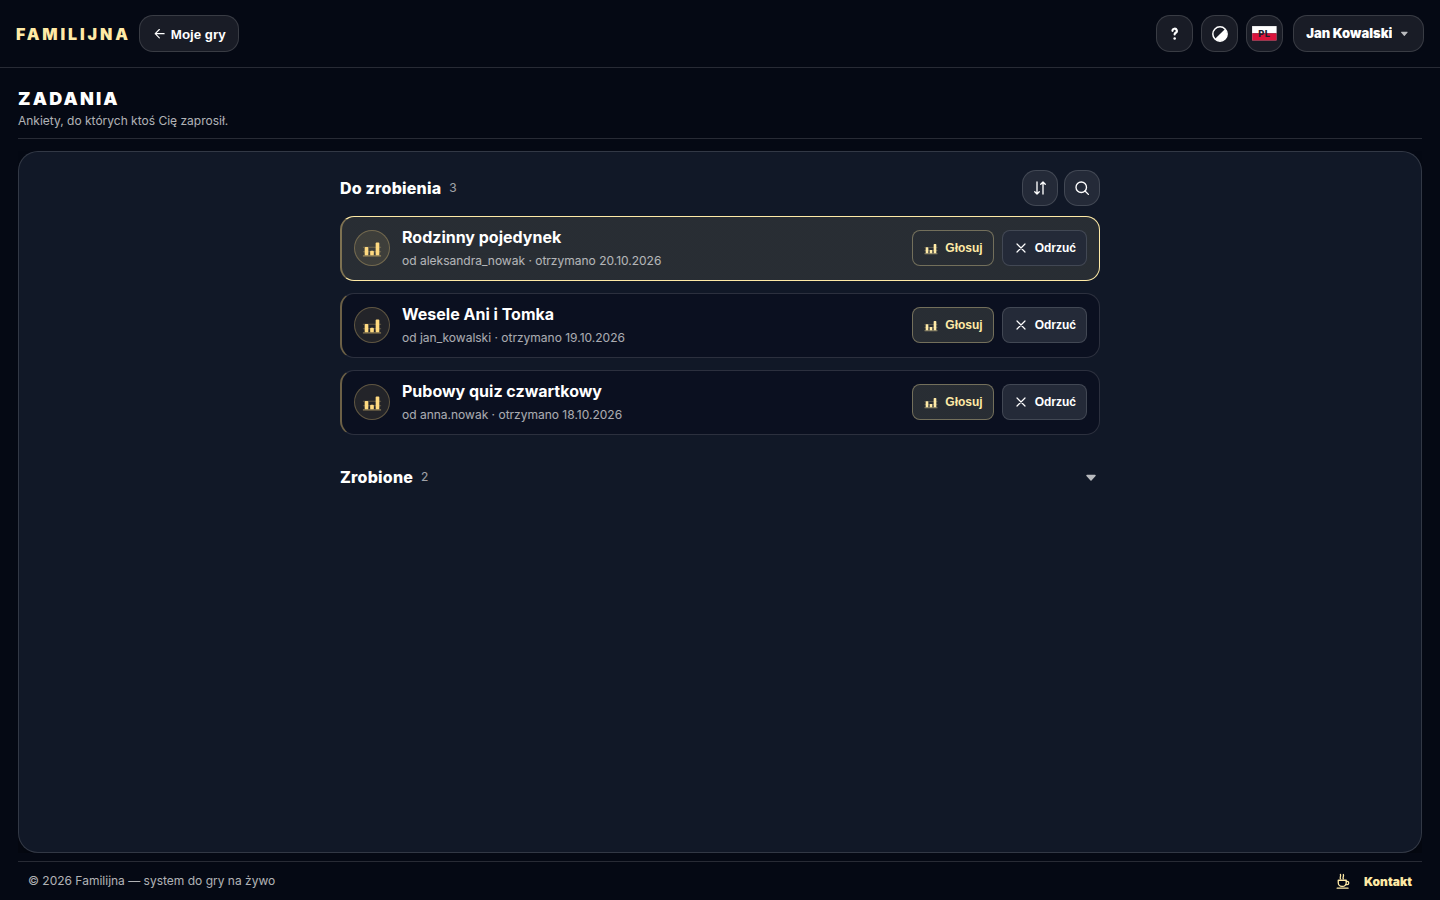 FAMILIJNA
← Moje gry
?
PL
Jan Kowalski
ZADANIA
Ankiety, do których ktoś Cię zaprosił.
Do zrobienia 3
Rodzinny pojedynek
od aleksandra_nowak · otrzymano 20.10.2026
Głosuj
Odrzuć
Wesele Ani i Tomka
od jan_kowalski · otrzymano 19.10.2026
Głosuj
Odrzuć
Pubowy quiz czwartkowy
od anna.nowak · otrzymano 18.10.2026
Głosuj
Odrzuć
Zrobione 2
© 2026 Familijna — system do gry na żywo
Kontakt